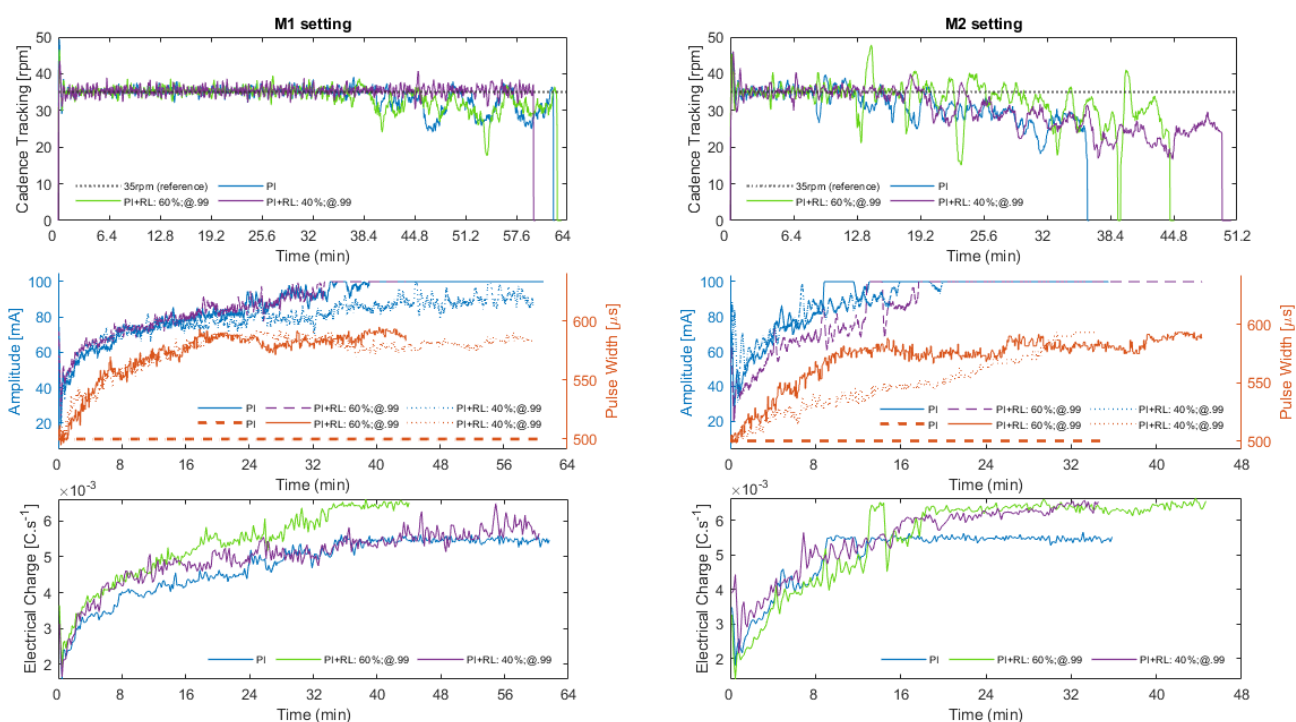 M1 setting
Cadence Tracking [rpm]
50
40
30
20
10
0
35rpm (reference)
PI
PI+RL: 60%;@.99
PI+RL: 40%;@.99
0 6.4 12.8 19.2 25.6 32 38.4 44.8 51.2 57.6 64
Time (min)
M2 setting
Cadence Tracking [rpm]
50
40
30
20
10
0
35rpm (reference)
PI
PI+RL: 60%;@.99
PI+RL: 40%;@.99
0 6.4 12.8 19.2 25.6 32 38.4 44.8 51.2
Time (min)
Amplitude [mA]
100
80
60
40
20
Pulse Width [μs]
600
550
500
PI PI+RL: 60%;@.99 PI+RL: 40%;@.99
PI PI+RL: 60%;@.99 PI+RL: 40%;@.99
0 8 16 24 32 40 48 56 64
Time (min)
Amplitude [mA]
100
80
60
40
20
Pulse Width [μs]
600
550
500
PI PI+RL: 60%;@.99 PI+RL: 40%;@.99
PI PI+RL: 60%;@.99 PI+RL: 40%;@.99
0 8 16 24 32 40 48
Time (min)
Electrical Charge [C.s⁻¹]
×10⁻³
6
5
4
3
2
PI PI+RL: 60%;@.99 PI+RL: 40%;@.99
0 8 16 24 32 40 48 56 64
Time (min)
Electrical Charge [C.s⁻¹]
×10⁻³
6
5
4
3
2
PI PI+RL: 60%;@.99 PI+RL: 40%;@.99
0 8 16 24 32 40 48
Time (min)